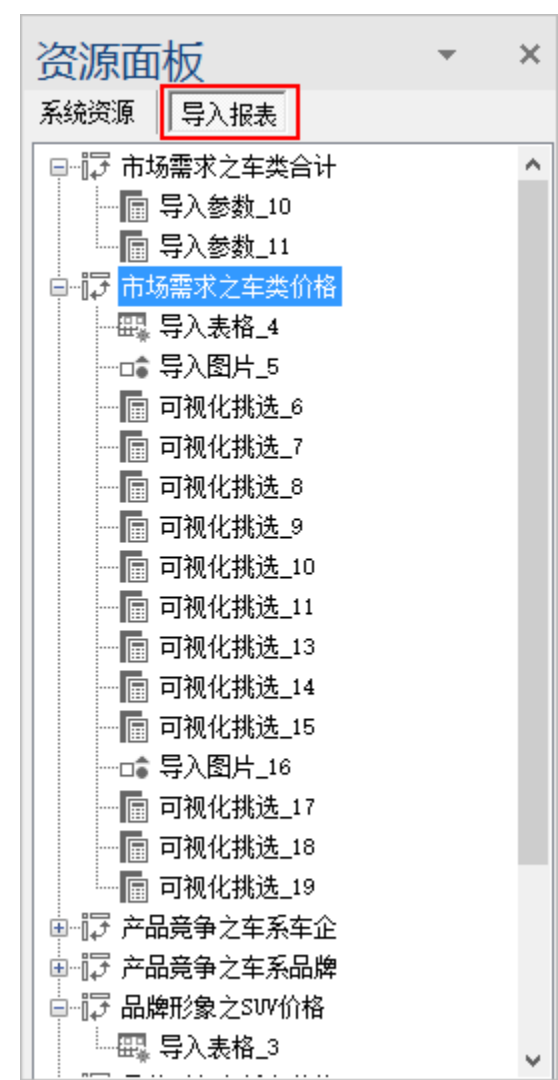 资源面板
系统资源 导入报表
市场需求之车类合计
导入参数_10
导入参数_11
市场需求之车类价格
导入表格_4
导入图片_5
可视化挑选_6
可视化挑选_7
可视化挑选_8
可视化挑选_9
可视化挑选_10
可视化挑选_11
可视化挑选_13
可视化挑选_14
可视化挑选_15
导入图片_16
可视化挑选_17
可视化挑选_18
可视化挑选_19
产品竞争之车系车企
产品竞争之车系品牌
品牌形象之SUV价格
导入表格_3